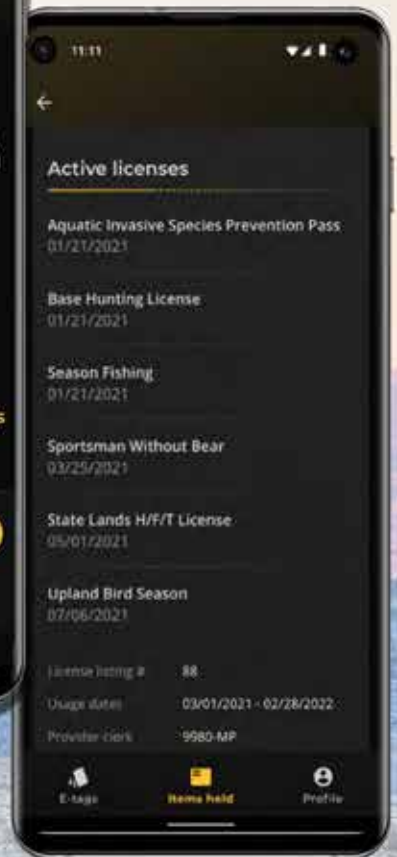 11:11
Active licenses
Aquatic Invasive Species Prevention Pass
01/21/2021
Base Hunting License
01/21/2021
Season Fishing
01/21/2021
Sportsman Without Bear
03/25/2021
State Lands H/F/T License
05/01/2021
Upland Bird Season
07/06/2021
License listing # 88
Usage dates 03/01/2021 - 02/28/2022
Provider clerk 9980-MP
E-tags Items held Profile
s